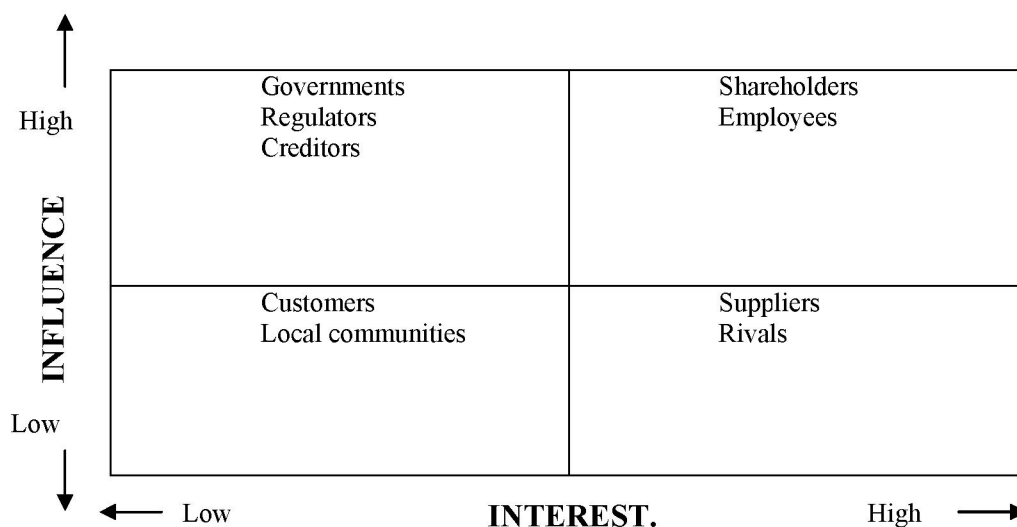 Governments
Regulators
Creditors
Shareholders
Employees
High
INFLUENCE
Customers
Local communities
Suppliers
Rivals
Low
Low
INTEREST.
High